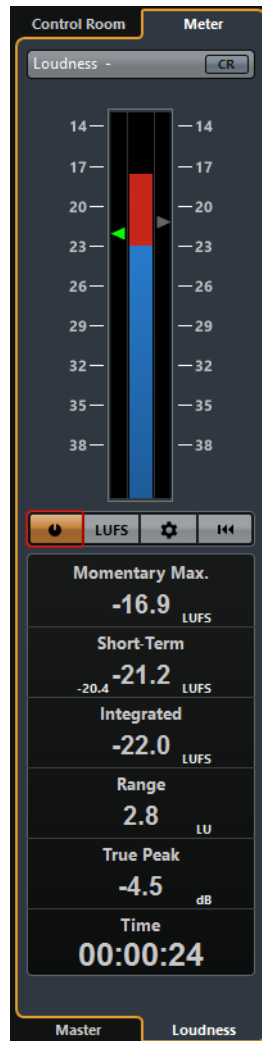 Control Room Meter
Loudness - CR
14 14
17 17
20 20
23 23
26 26
29 29
32 32
35 35
38 38
LUFS
Momentary Max.
-16.9 LUFS
Short-Term
-20.4 -21.2 LUFS
Integrated
-22.0 LUFS
Range
2.8 LU
True Peak
-4.5 dB
Time
00:00:24
Master Loudness